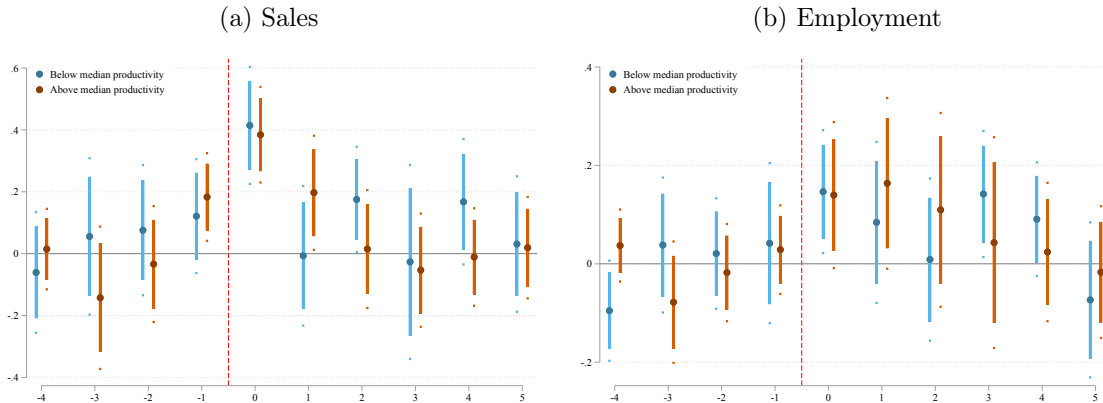 (a) Sales
Below median productivity
Above median productivity
.6
.4
.2
0
-.2
-.4
-4 -3 -2 -1 0 1 2 3 4 5
(b) Employment
Below median productivity
Above median productivity
.4
.2
0
-.2
-4 -3 -2 -1 0 1 2 3 4 5